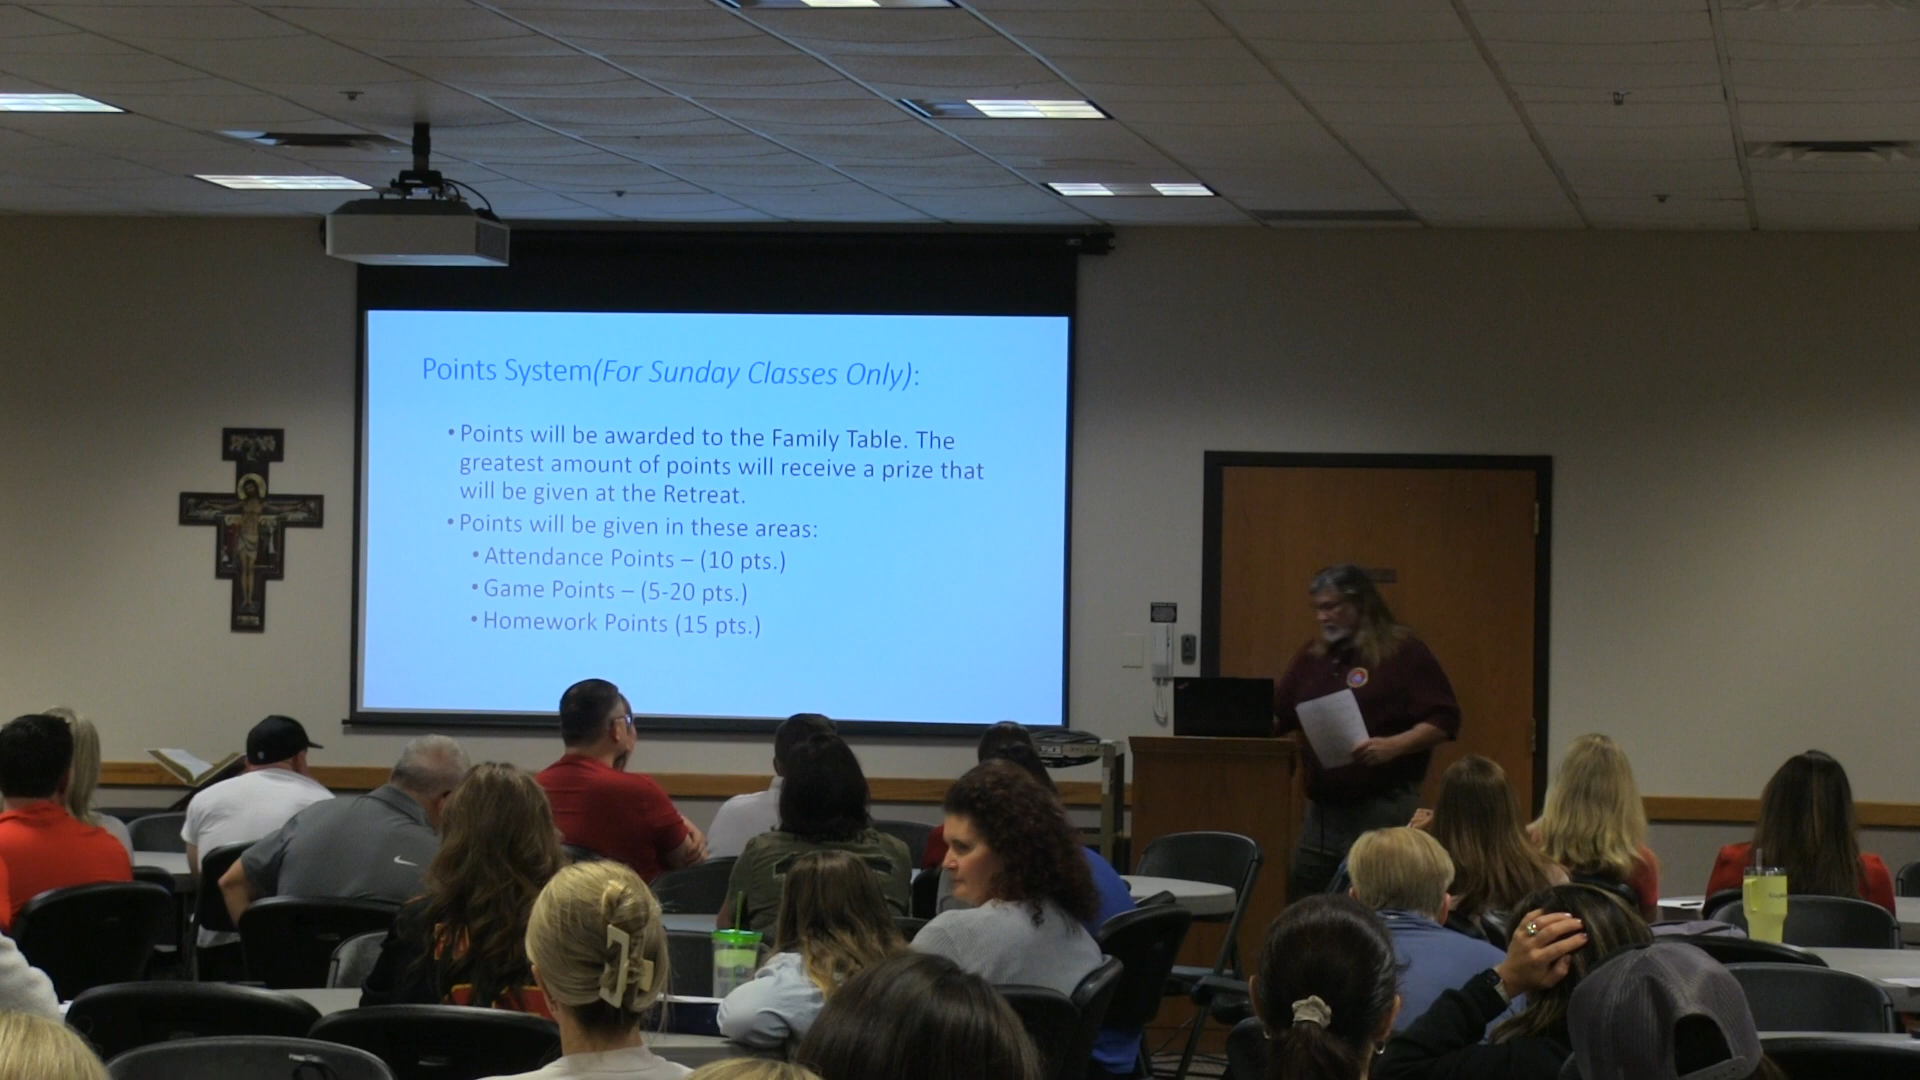 Points System(For Sunday Classes Only):
•Points will be awarded to the Family Table. The
greatest amount of points will receive a prize that
will be given at the Retreat.
•Points will be given in these areas:
•Attendance Points – (10 pts.)
•Game Points – (5-20 pts.)
•Homework Points (15 pts.)